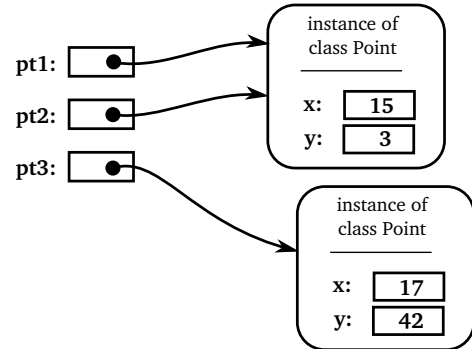 instance of
class Point
pt1:
x: 15
pt2:
y: 3
pt3:
instance of
class Point
x: 17
y: 42